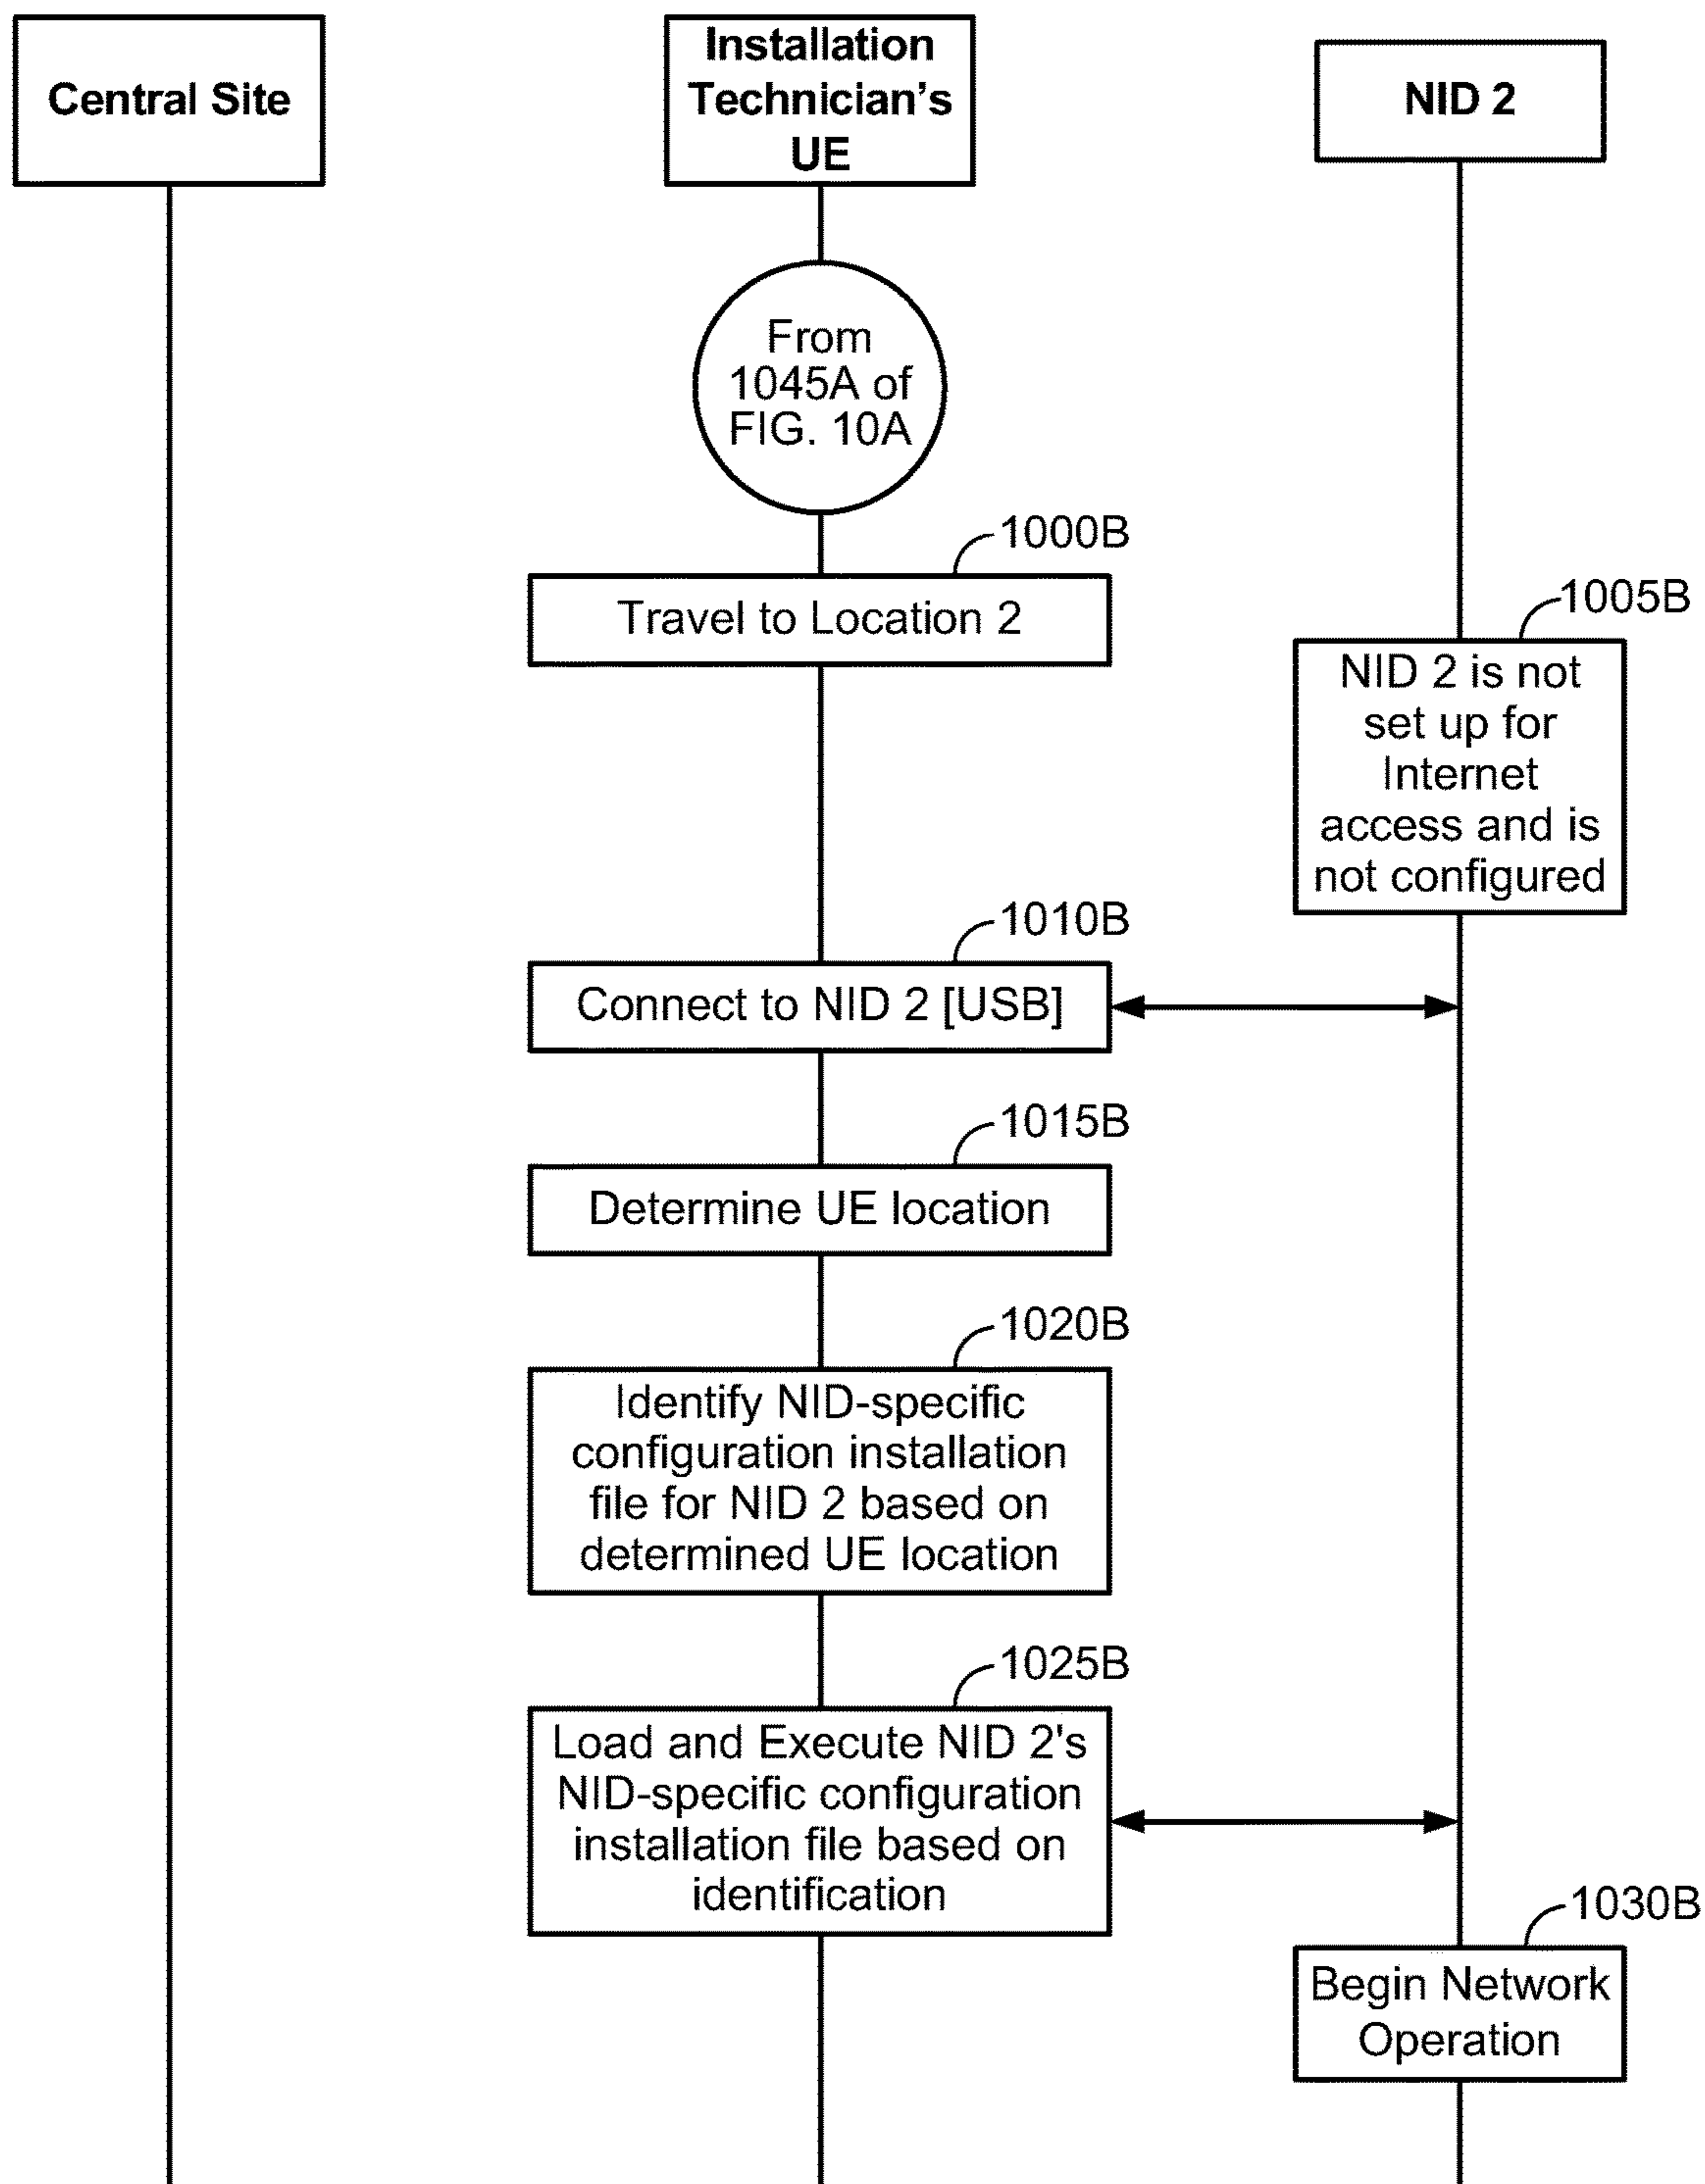 Central Site
Installation
Technician’s
UE
NID 2
From
1045A of
FIG. 10A
1000B
Travel to Location 2
1005B
NID 2 is not
set up for
Internet
access and is
not configured
1010B
Connect to NID 2 [USB]
1015B
Determine UE location
1020B
Identify NID-specific
configuration installation
file for NID 2 based on
determined UE location
1025B
Load and Execute NID 2's
NID-specific configuration
installation file based on
identification
1030B
Begin Network
Operation